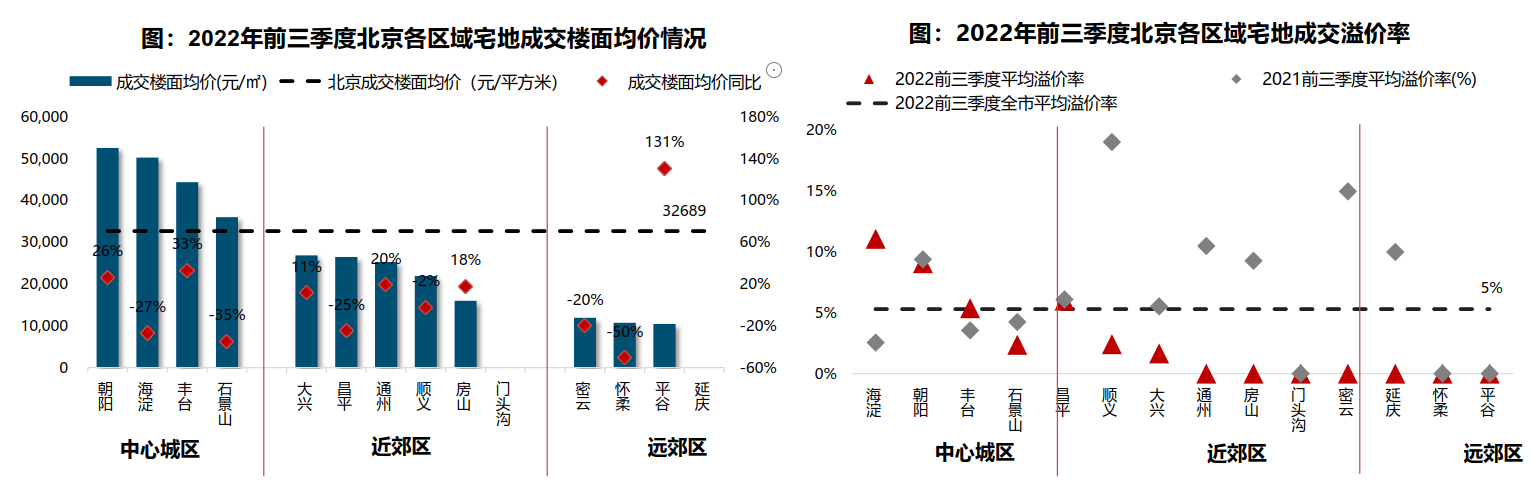 图：2022年前三季度北京各区域宅地成交楼面均价情况
成交楼面均价(元/㎡)
北京成交楼面均价（元/平方米）
成交楼面均价同比
60,000
50,000
40,000
30,000
20,000
10,000
0
180%
140%
100%
60%
20%
-20%
-60%
26%
-27%
33%
-35%
11%
-25%
20%
-2%
18%
-20%
-50%
131%
32689
朝阳
海淀
丰台
石景山
大兴
昌平
通州
顺义
房山
门头沟
密云
怀柔
平谷
延庆
中心城区
近郊区
远郊区
图：2022年前三季度北京各区域宅地成交溢价率
2022前三季度平均溢价率
2021前三季度平均溢价率(%)
2022前三季度全市平均溢价率
20%
15%
10%
5%
0%
5%
海淀
朝阳
丰台
石景山
昌平
顺义
大兴
通州
房山
门头沟
密云
延庆
怀柔
平谷
中心城区
近郊区
远郊区